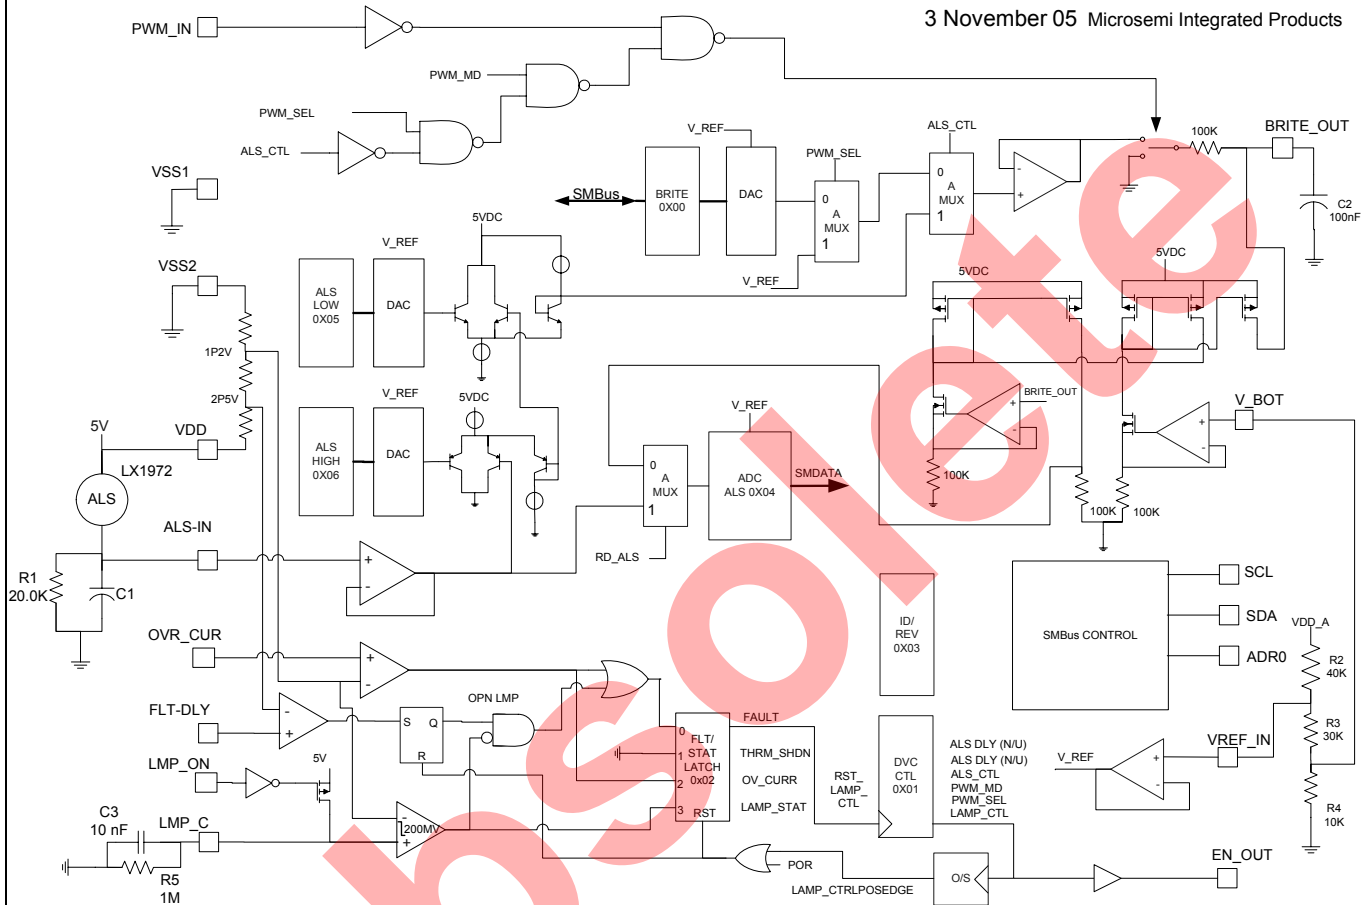 3 November 05 Microsemi Integrated Products
PWM_IN
PWM_MD
PWM_SEL
ALS_CTL
VSS1
SMBus
BRITE
0X00
V_REF
DAC
PWM_SEL
0
A
MUX
1
V_REF
ALS_CTL
0
A
MUX
1
-
+
100K
BRITE_OUT
C2
100nF
VSS2
1P2V
2P5V
5V
VDD
LX1972
ALS
ALS-IN
R1
20.0K
C1
ALS
LOW
0X05
V_REF
DAC
5VDC
ALS
HIGH
0X06
V_REF
DAC
5VDC
+
-
0
A
MUX
1
RD_ALS
V_REF
ADC
ALS 0X04
SMDATA
5VDC
5VDC
+
-
BRITE_OUT
100K
100K
100K
+
-
V_BOT
ID/
REV
0X03
SMBus CONTROL
SCL
SDA
ADR0
VDD_A
R2
40K
R3
30K
R4
10K
VREF_IN
V_REF
+
-
OVR_CUR
+
-
FLT-DLY
-
+
S
Q
R
OPN LMP
LMP_ON
5V
C3
10 nF
LMP_C
R5
1M
-
200MV
+
0
FLT/
STAT
1
LATCH
2
0x02
3
RST
FAULT
THRM_SHDN
OV_CURR
LAMP_STAT
RST_
LAMP_
CTL
DVC
CTL
0X01
ALS DLY (N/U)
ALS DLY (N/U)
ALS_CTL
PWM_MD
PWM_SEL
LAMP_CTL
POR
LAMP_CTRLPOSEDGE
O/S
EN_OUT
bsolete